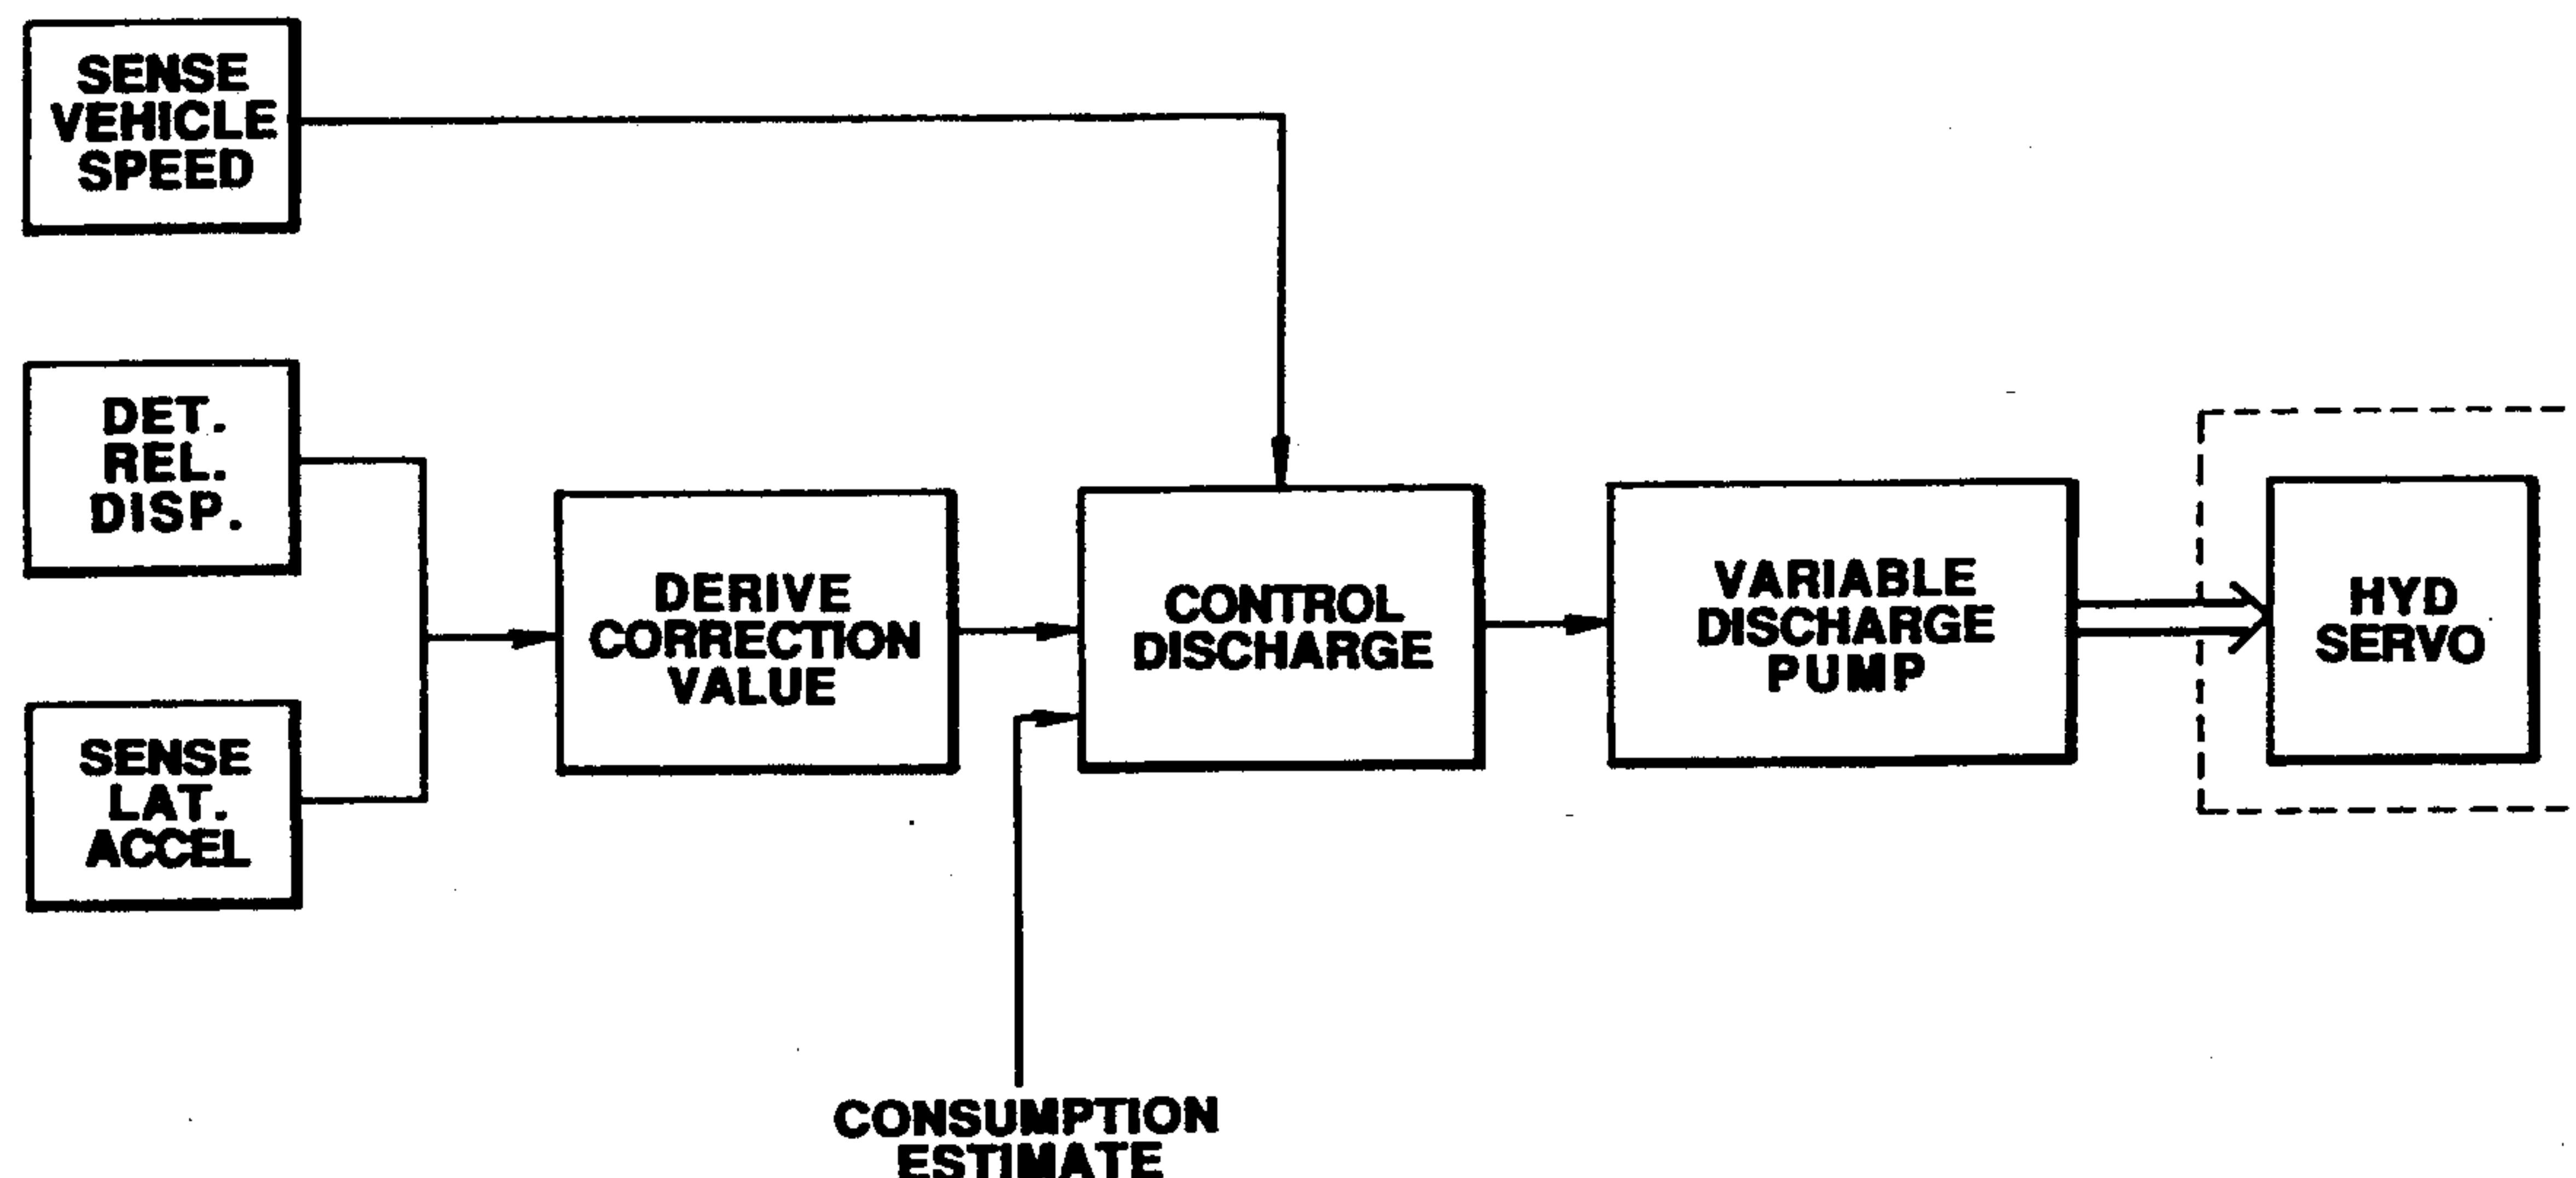 SENSE
VEHICLE
SPEED
DET.
REL.
DISP.
SENSE
LAT.
ACCEL
DERIVE
CORRECTION
VALUE
CONTROL
DISCHARGE
VARIABLE
DISCHARGE
PUMP
HYD
SERVO
CONSUMPTION
ESTIMATE